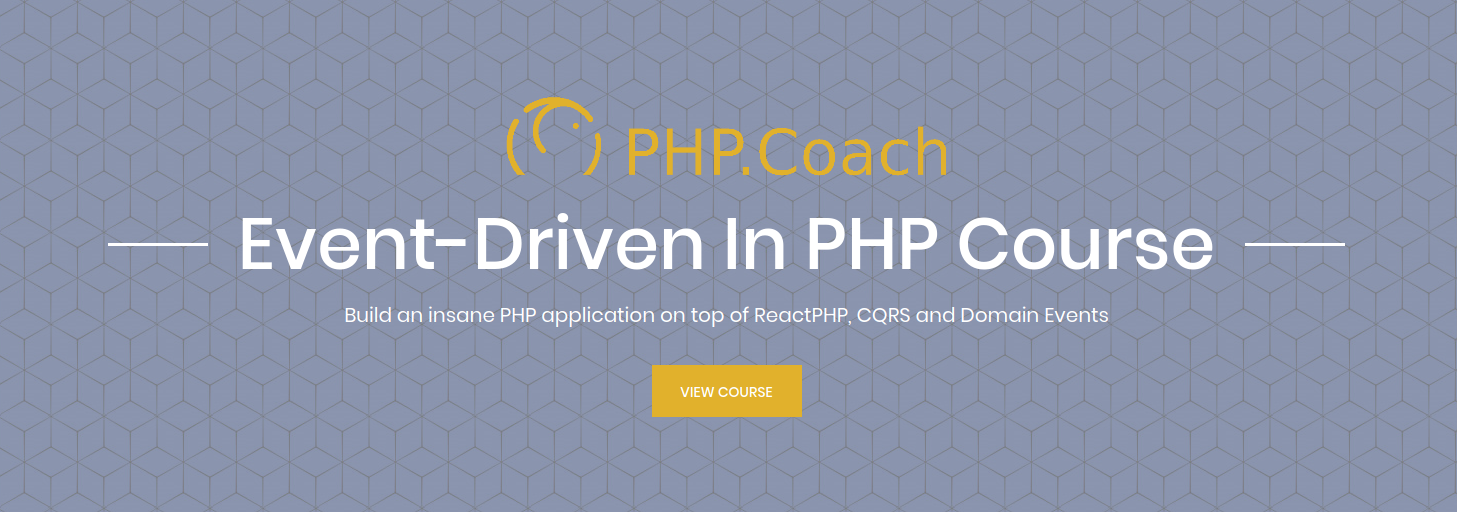 PHP.Coach
Event-Driven In PHP Course
Build an insane PHP application on top of ReactPHP, CQRS and Domain Events
VIEW COURSE